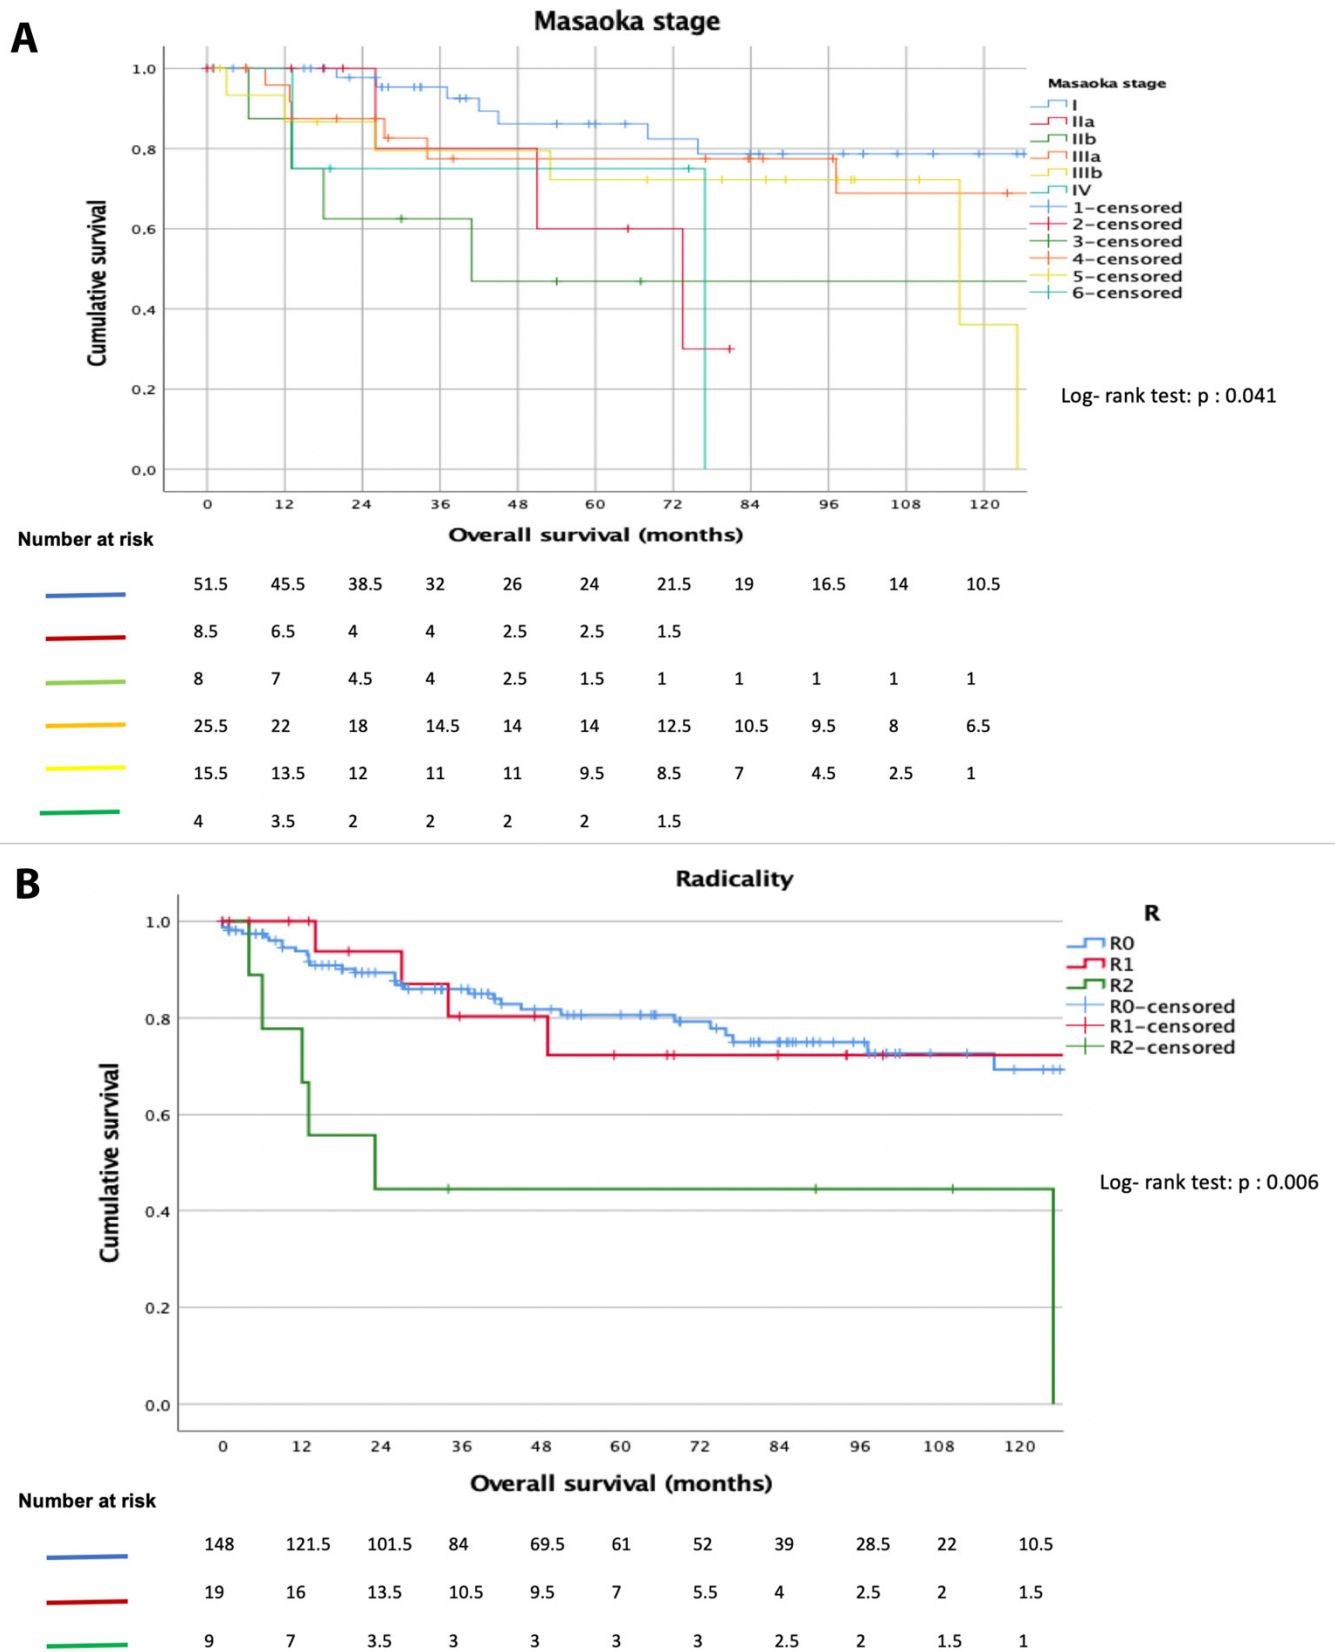 A
Masaoka stage
Cumulative survival
1.0
0.8
0.6
0.4
0.2
0.0
0 12 24 36 48 60 72 84 96 108 120
Overall survival (months)
Masaoka stage
I
IIa
IIb
IIIa
IIIb
IV
1-censored
2-censored
3-censored
4-censored
5-censored
6-censored
Log- rank test: p : 0.041
Number at risk
51.5 45.5 38.5 32 26 24 21.5 19 16.5 14 10.5
8.5 6.5 4 4 2.5 2.5 1.5
8 7 4.5 4 2.5 1.5 1 1 1 1 1
25.5 22 18 14.5 14 14 12.5 10.5 9.5 8 6.5
15.5 13.5 12 11 11 9.5 8.5 7 4.5 2.5 1
4 3.5 2 2 2 2 1.5
B
Radicality
Cumulative survival
1.0
0.8
0.6
0.4
0.2
0.0
0 12 24 36 48 60 72 84 96 108 120
Overall survival (months)
R
R0
R1
R2
R0-censored
R1-censored
R2-censored
Log- rank test: p : 0.006
Number at risk
148 121.5 101.5 84 69.5 61 52 39 28.5 22 10.5
19 16 13.5 10.5 9.5 7 5.5 4 2.5 2 1.5
9 7 3.5 3 3 3 3 2.5 2 1.5 1